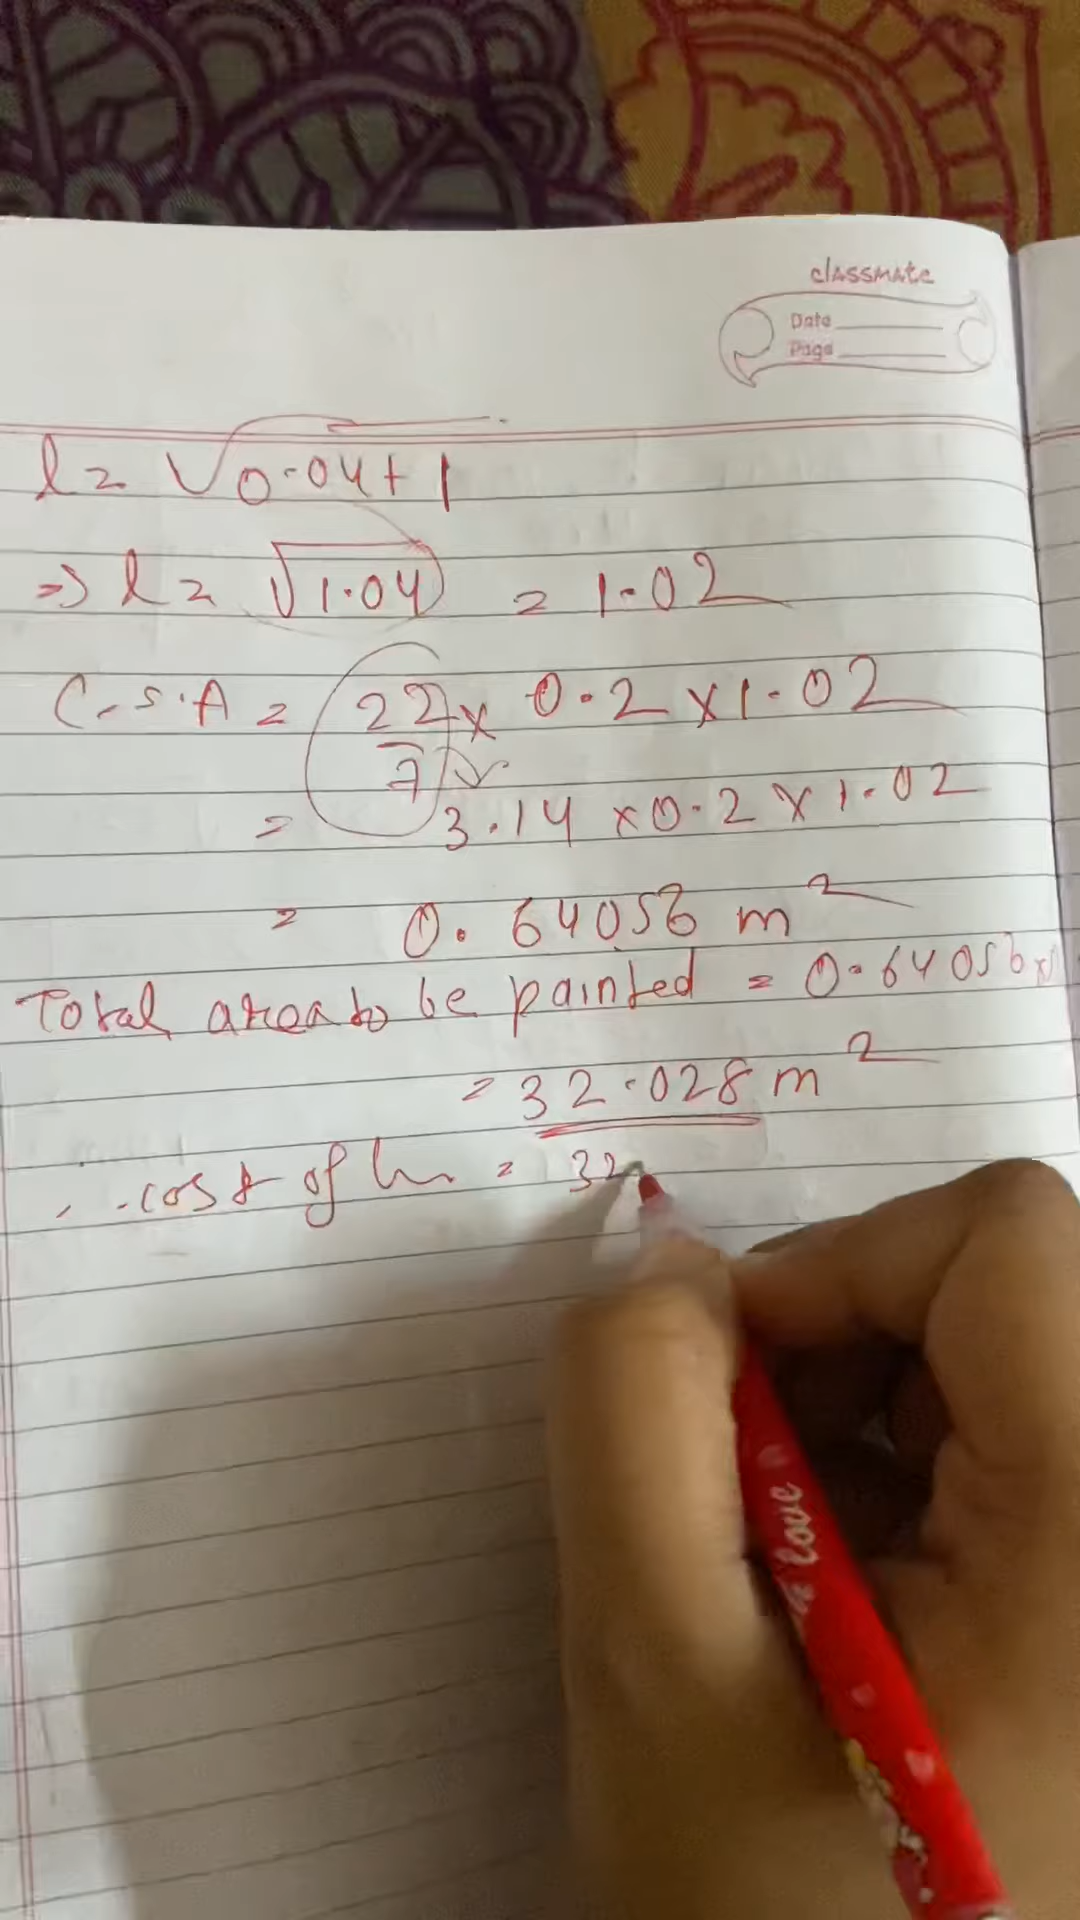 classmate
Date
Page
l = √0.04+1
⇒ l = √1.04 = 1.02
C.S.A = 22/7 × 0.2 × 1.02
= 3.14 × 0.2 × 1.02
= 0.64056 m²
Total area to be painted = 0.64056 ×
= 32.028 m²
∴ cost of = 32